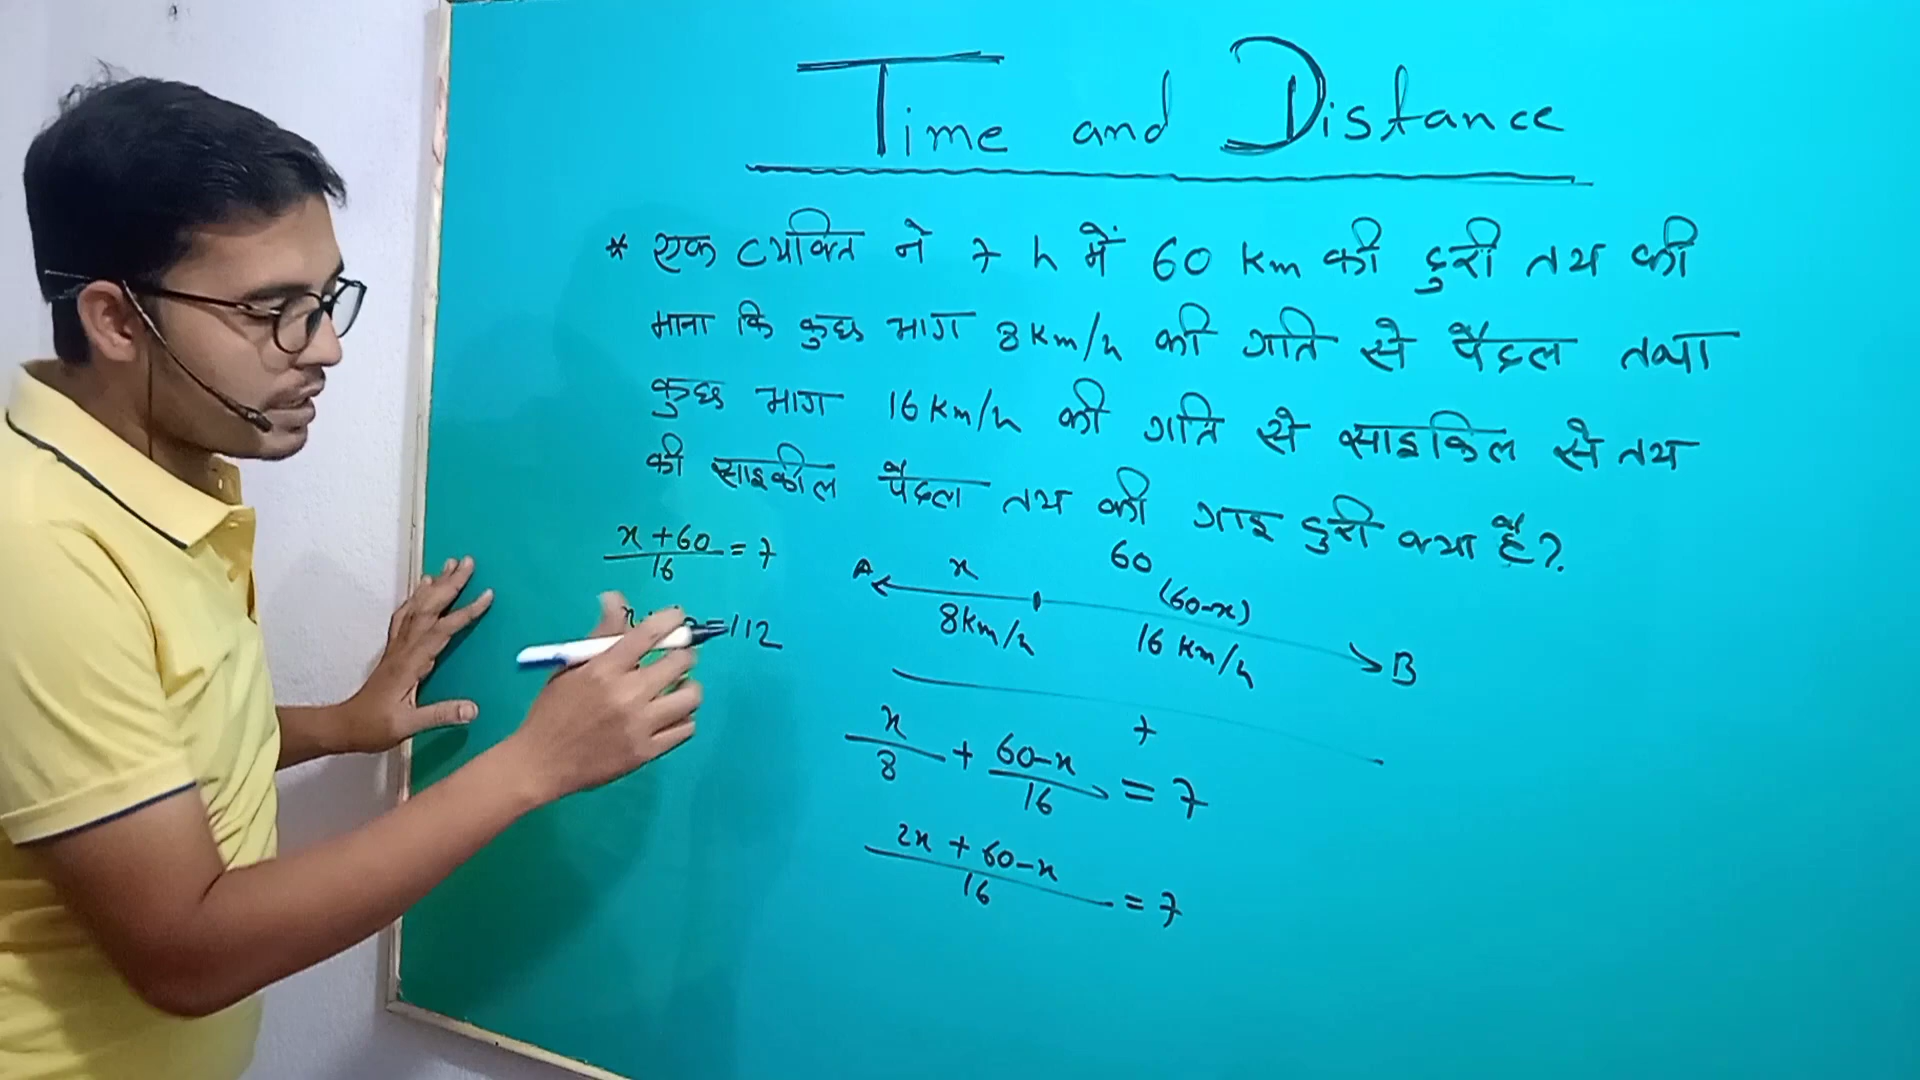 Time and Distance
* एक व्यक्ति ने 7 h में 60 km की दुरी तय की
माना कि कुछ भाग 8 km/h की गति से पैदल तथा
कुछ भाग 16 km/h की गति से साइकिल से तय
की साइकील पैदल तय की गाइ दुरी क्या है?
x + 60 / 16 = 7
= 112
A x 60 (60-x) B
8 km/h 16 km/h
7
x/8 + 60-x/16 = 7
2x + 60-x / 16 = 7